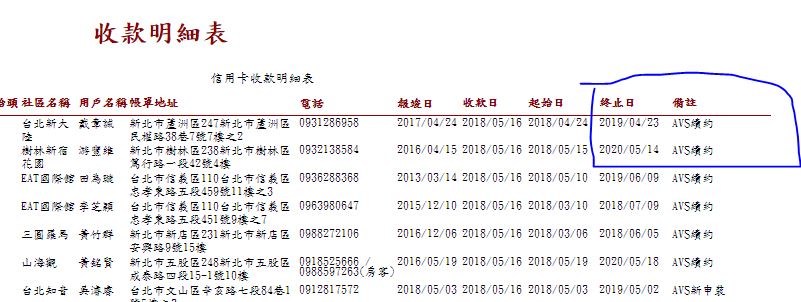 收款明細表
信用卡收款明細表
抬頭 社區名稱 用戶名稱 帳單地址 電話 報竣日 收款日 起始日 終止日 備註
台北新大陸 戴章誠 新北市蘆洲區247新北市蘆洲區 0931286958 2017/04/24 2018/05/16 2018/04/24 2019/04/23 AVS續約
民權路38巷7號7樓之2
樹林新宿花園 游璽維 新北市樹林區238新北市樹林區 0932138584 2016/04/15 2018/05/16 2018/05/15 2020/05/14 AVS續約
篤行路一段42號4樓
EAT國際館 田為璇 台北市信義區110台北市信義區 0936288368 2013/03/14 2018/05/16 2018/05/10 2019/06/09 AVS續約
忠孝東路五段459號11樓之3
EAT國際館 李芝穎 台北市信義區110台北市信義區 0963980647 2015/12/10 2018/05/16 2018/03/10 2018/07/09 AVS續約
忠孝東路五段451號9樓之7
三圓羅馬 黃竹群 新北市新店區231新北市新店區 0988272106 2016/12/06 2018/05/16 2018/03/06 2018/06/05 AVS續約
安興路9號15樓
山海觀 黃銘賢 新北市五股區248新北市五股區 0918525666 / 2016/05/19 2018/05/16 2018/05/19 2020/05/18 AVS續約
成泰路四段15-1號10樓 0988597263(房客)
台北知音 吳濬睿 台北市文山區辛亥路七段84巷1 0912817572 2018/05/03 2018/05/16 2018/05/03 2019/05/02 AVS新申裝